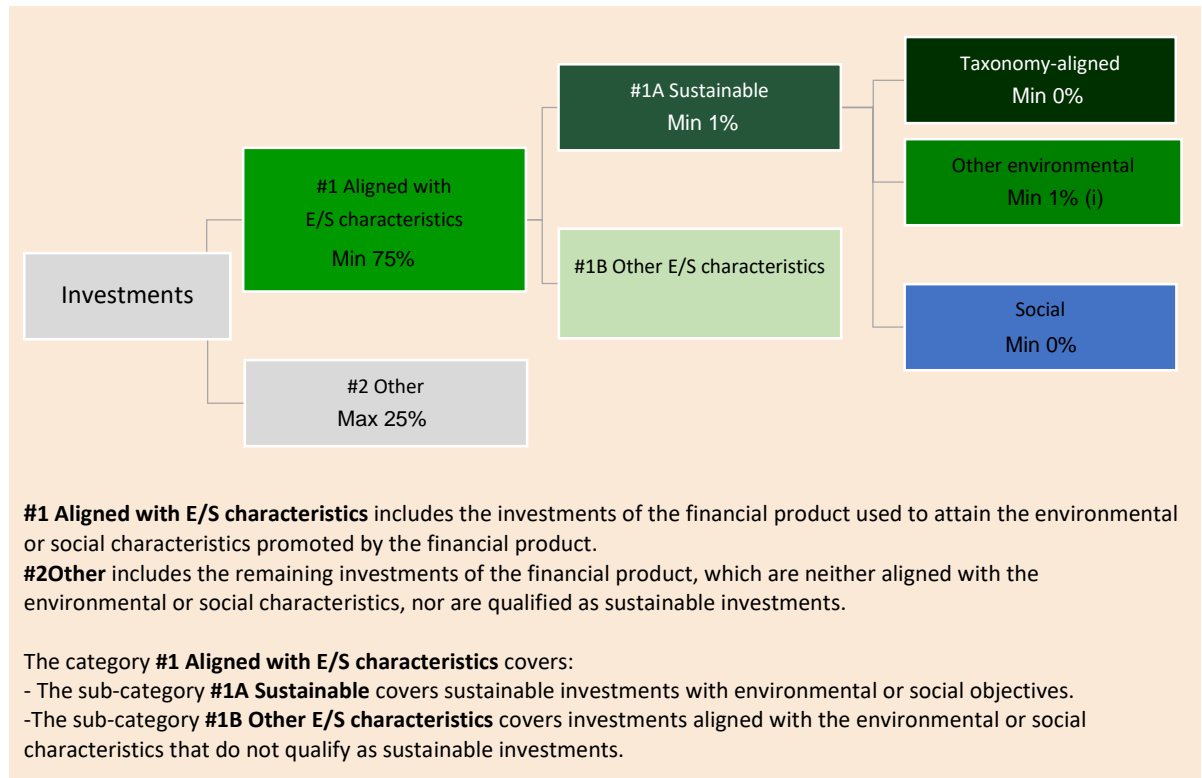 Investments
#1 Aligned with
E/S characteristics
Min 75%
#2 Other
Max 25%
#1A Sustainable
Min 1%
#1B Other E/S characteristics
Taxonomy-aligned
Min 0%
Other environmental
Min 1% (i)
Social
Min 0%
#1 Aligned with E/S characteristics includes the investments of the financial product used to attain the environmental
or social characteristics promoted by the financial product.
#2Other includes the remaining investments of the financial product, which are neither aligned with the
environmental or social characteristics, nor are qualified as sustainable investments.
The category #1 Aligned with E/S characteristics covers:
- The sub-category #1A Sustainable covers sustainable investments with environmental or social objectives.
-The sub-category #1B Other E/S characteristics covers investments aligned with the environmental or social
characteristics that do not qualify as sustainable investments.